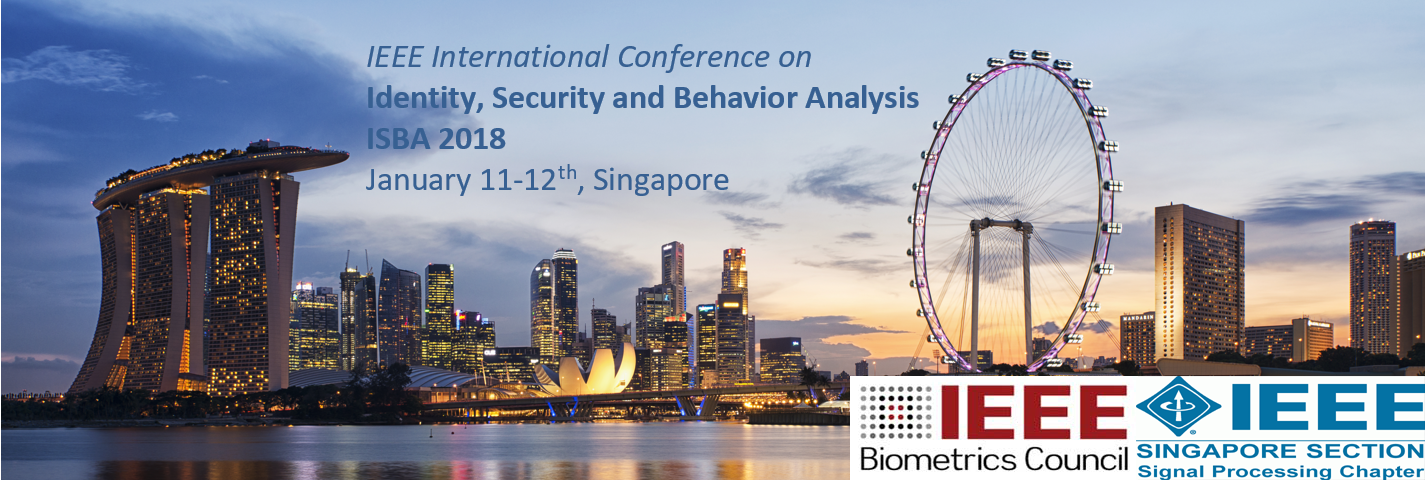 IEEE International Conference on
Identity, Security and Behavior Analysis
ISBA 2018
January 11-12th, Singapore
IEEE
Biometrics Council
IEEE
SINGAPORE SECTION
Signal Processing Chapter